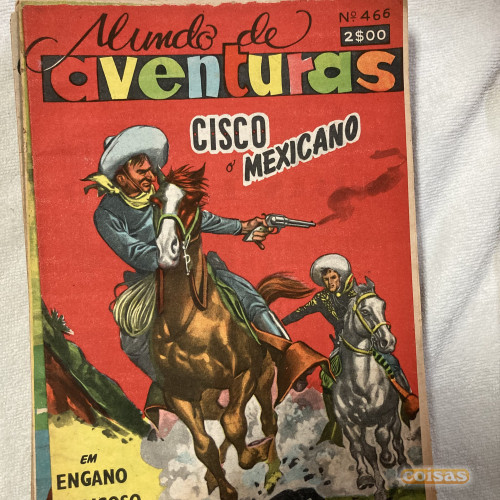 Mundo de
aventuras
Nº 466
2$00
CISCO
o' MEXICANO
EM
ENGANO
coisas